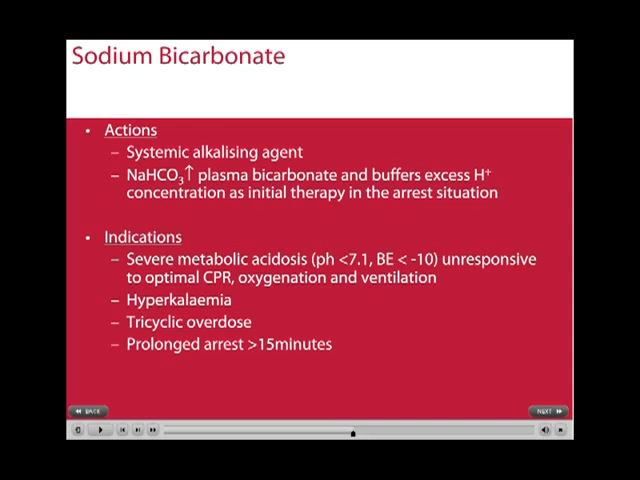 Sodium Bicarbonate
• Actions
– Systemic alkalising agent
– NaHCO₃↑ plasma bicarbonate and buffers excess H⁺
concentration as initial therapy in the arrest situation
• Indications
– Severe metabolic acidosis (ph <7.1, BE < -10) unresponsive
to optimal CPR, oxygenation and ventilation
– Hyperkalaemia
– Tricyclic overdose
– Prolonged arrest >15minutes
BACK
NEXT